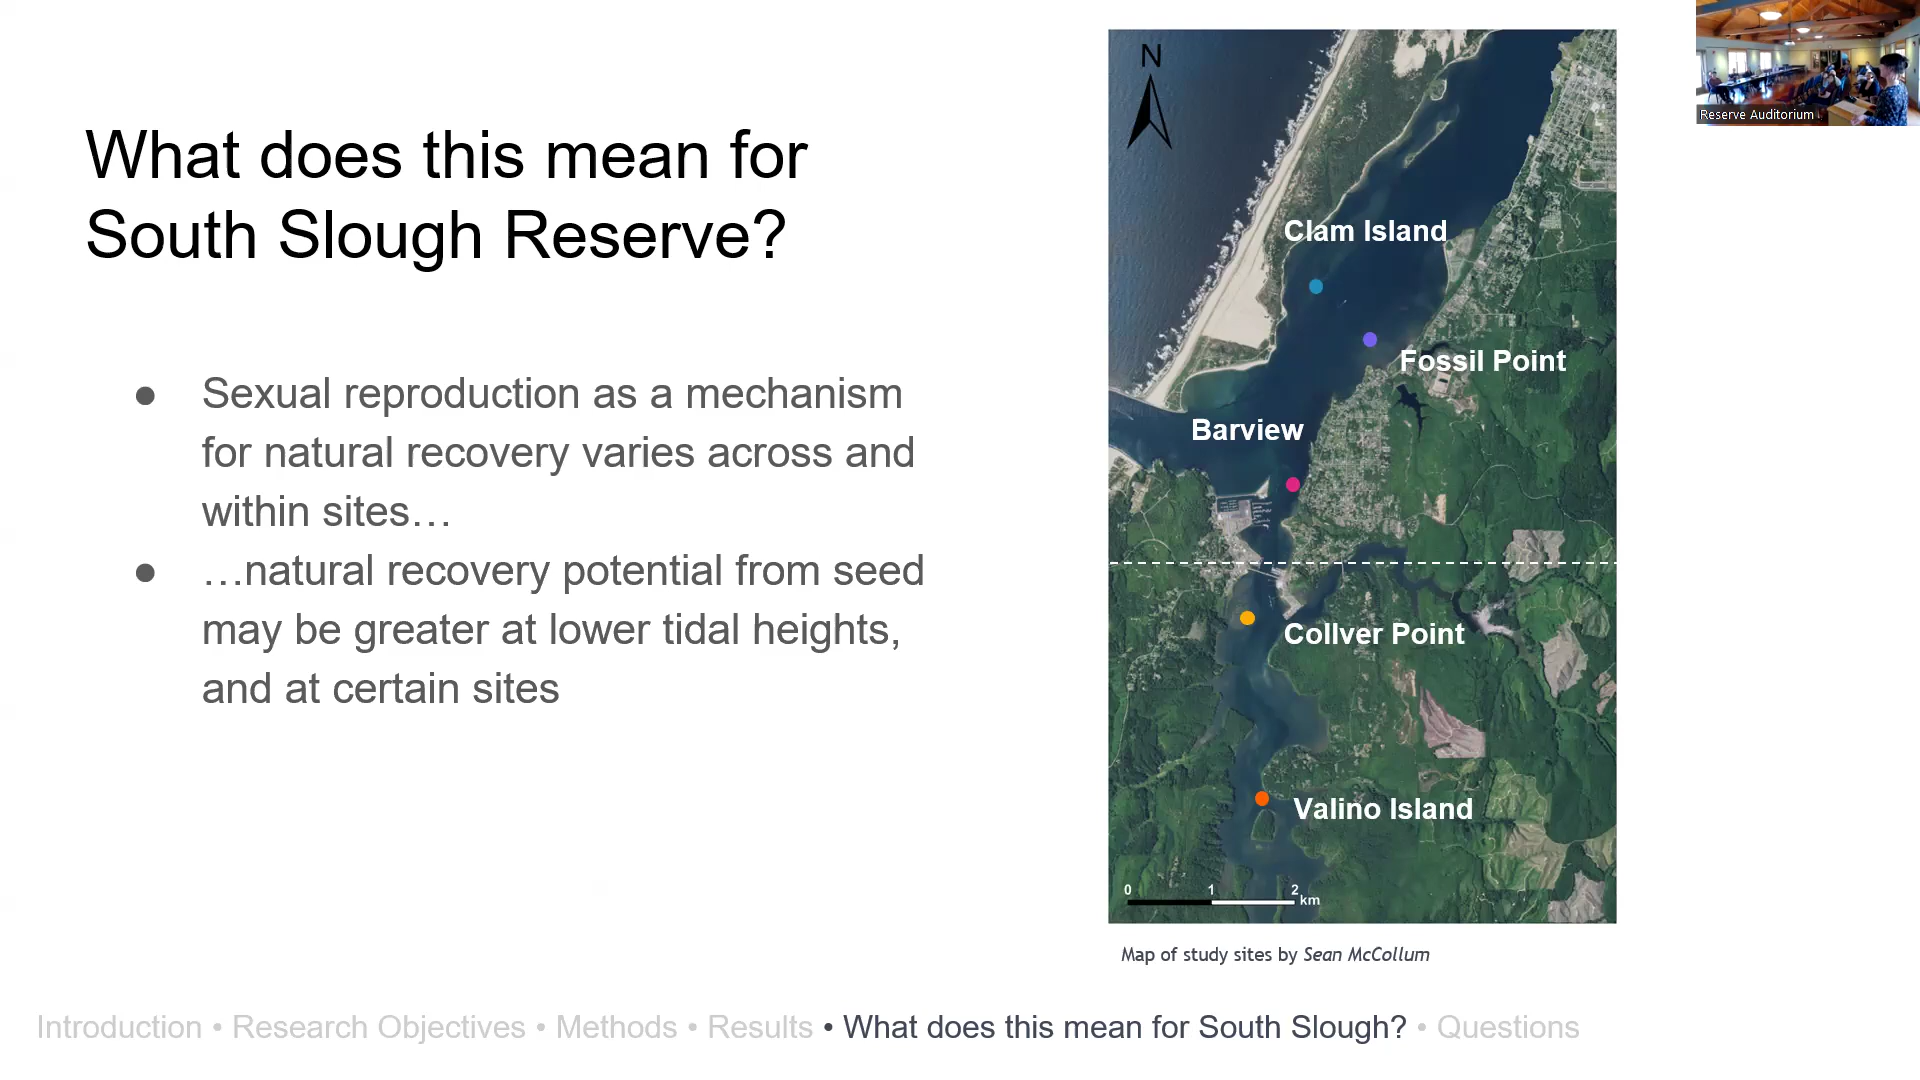 What does this mean for
South Slough Reserve?
● Sexual reproduction as a mechanism
for natural recovery varies across and
within sites…
● …natural recovery potential from seed
may be greater at lower tidal heights,
and at certain sites
N
Clam Island
Fossil Point
Barview
Collver Point
Valino Island
0 1 2 km
Map of study sites by Sean McCollum
Reserve Auditorium
Introduction • Research Objectives • Methods • Results • What does this mean for South Slough? • Questions